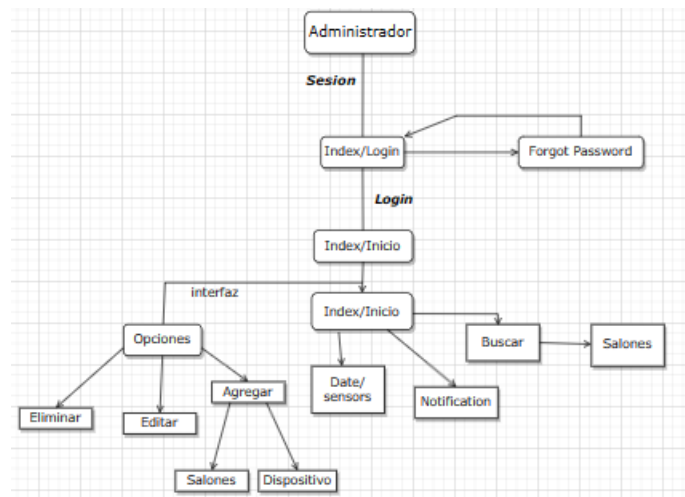 Administrador
Sesion
Index/Login
Forgot Password
Login
Index/Inicio
interfaz
Index/Inicio
Opciones
Buscar
Salones
Date/
sensors
Notification
Agregar
Eliminar
Editar
Salones
Dispositivo